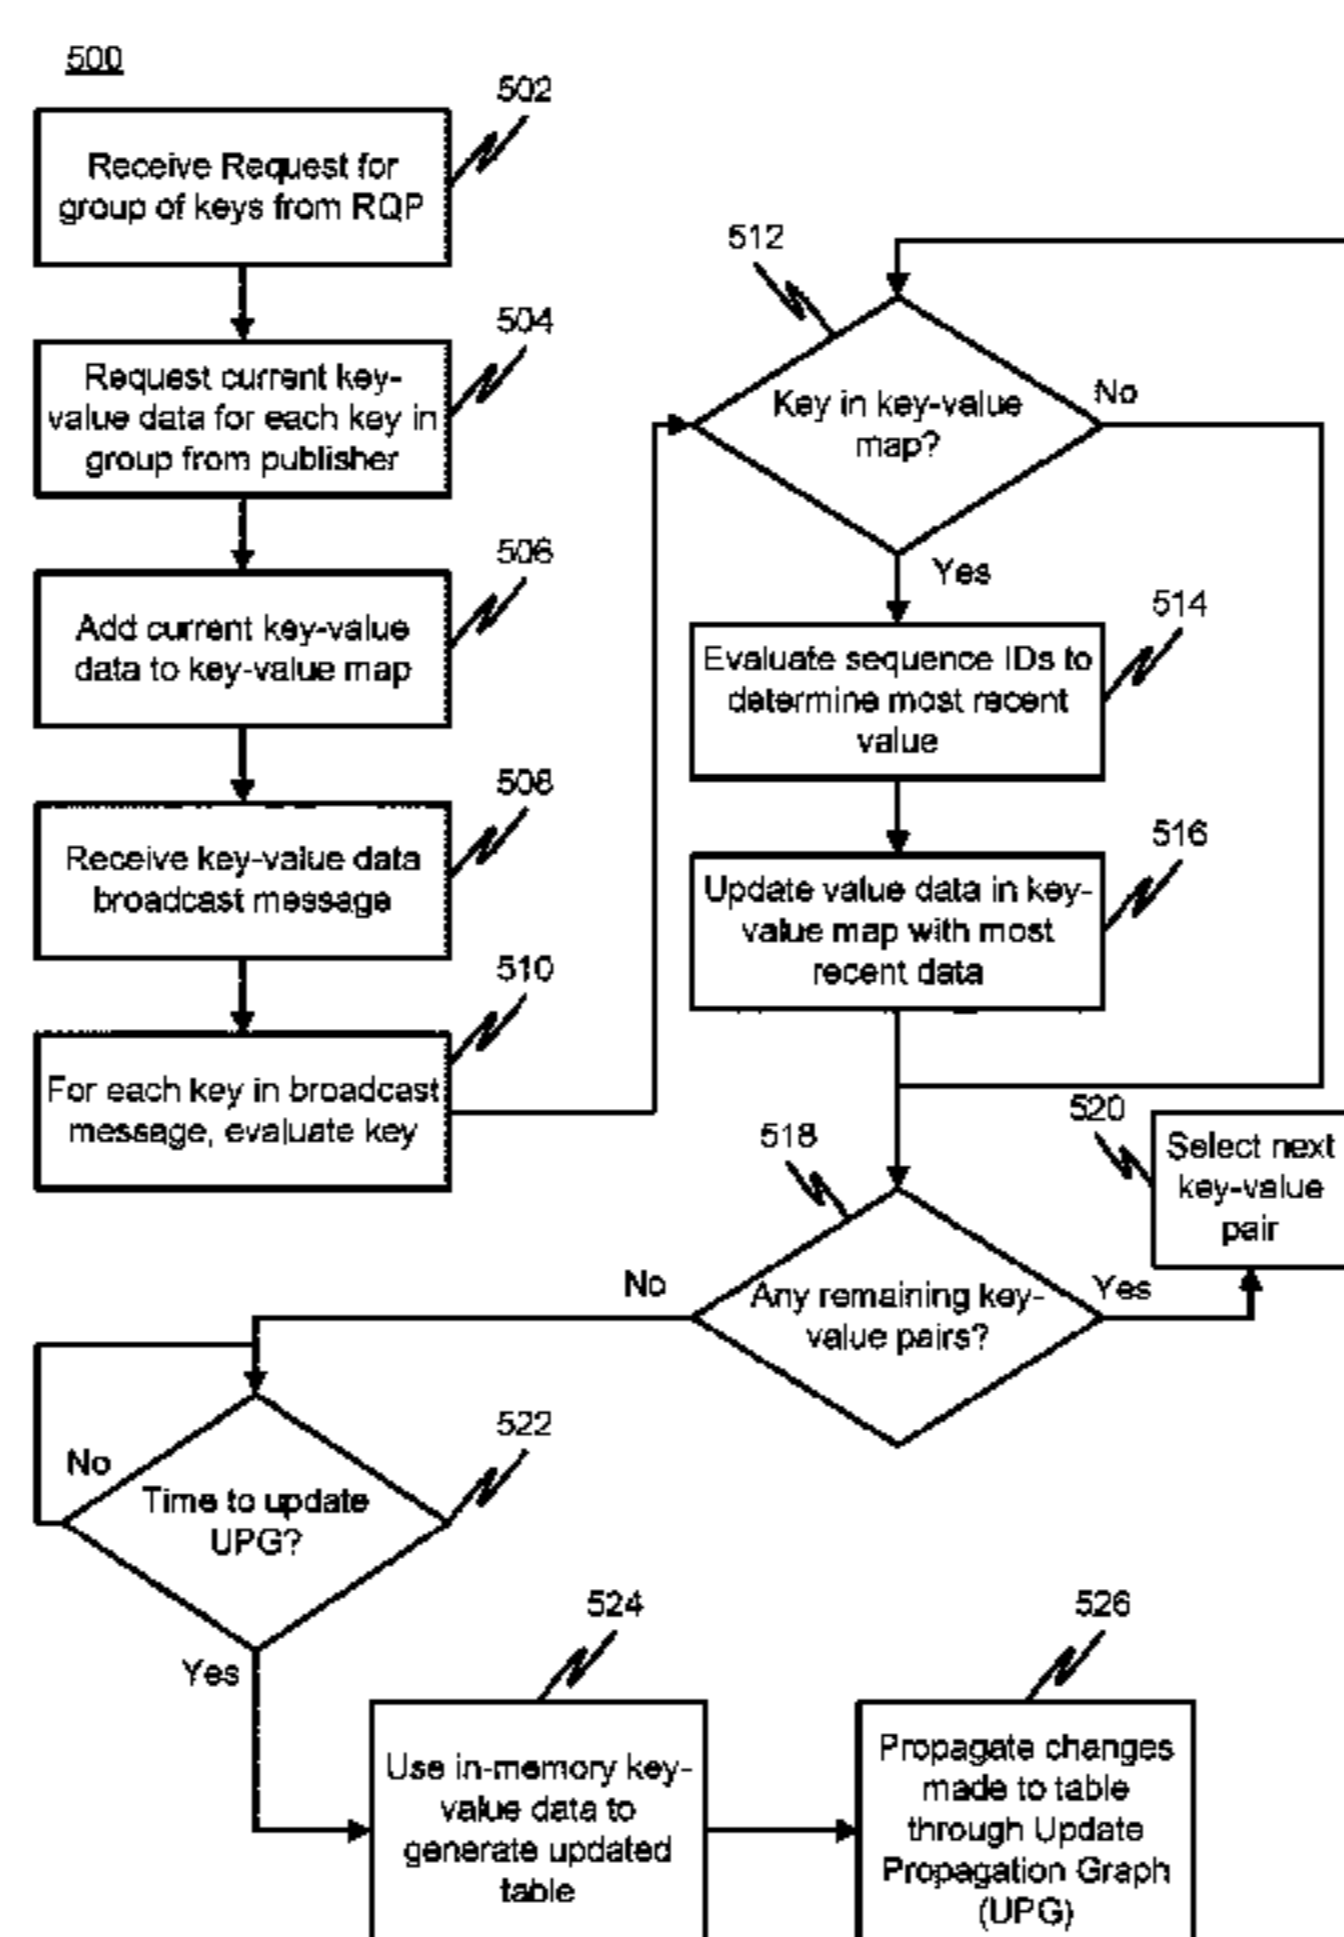 500
502
Receive Request for
group of keys from RQP
504
Request current key-
value data for each key in
group from publisher
506
Add current key-value
data to key-value map
508
Receive key-value data
broadcast message
510
For each key in broadcast
message, evaluate key
512
Key in key-value
map?
No
Yes
514
Evaluate sequence IDs to
determine most recent
value
516
Update value data in key-
value map with most
recent data
518
Any remaining key-
value pairs?
No
Yes
520
Select next
key-value
pair
522
Time to update
UPG?
No
Yes
524
Use in-memory key-
value data to
generate updated
table
526
Propagate changes
made to table
through Update
Propagation Graph
(UPG)